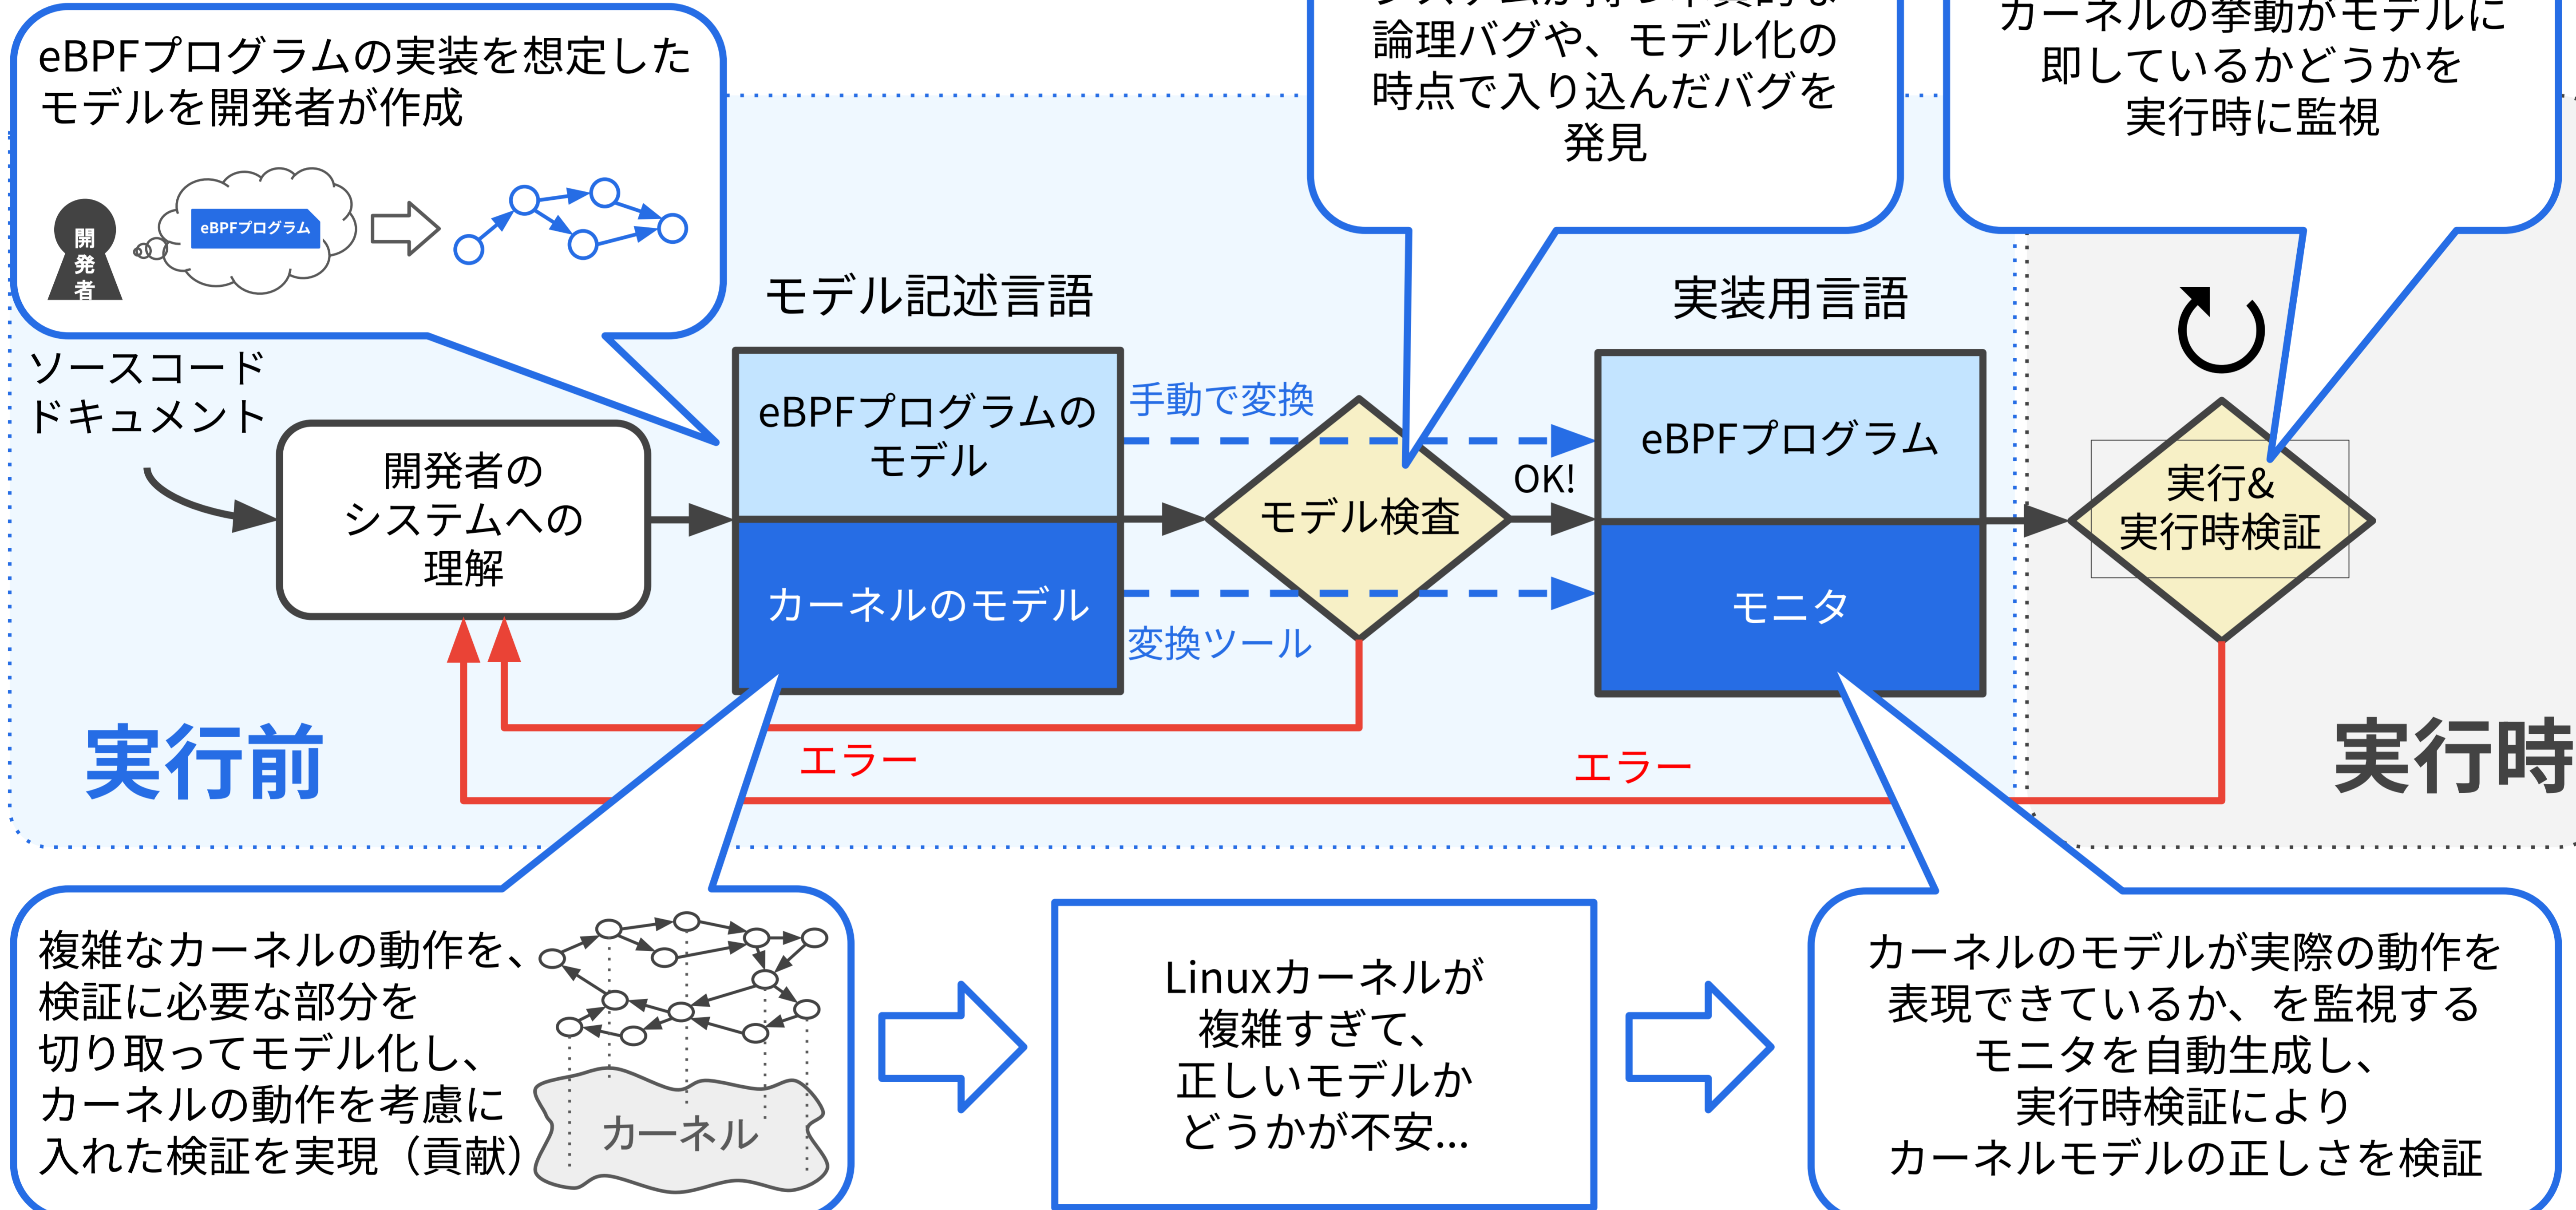 eBPFプログラムの実装を想定した
モデルを開発者が作成
開
発
者
eBPFプログラム
論理バグや、モデル化の
時点で入り込んだバグを
発見
カーネルの挙動がモデルに
即しているかどうかを
実行時に監視
モデル記述言語
実装用言語
ソースコード
ドキュメント
開発者の
システムへの
理解
eBPFプログラムの
モデル
カーネルのモデル
手動で変換
変換ツール
モデル検査
OK!
eBPFプログラム
モニタ
実行&
実行時検証
エラー
エラー
実行前
実行時
複雑なカーネルの動作を、
検証に必要な部分を
切り取ってモデル化し、
カーネルの動作を考慮に
入れた検証を実現（貢献）
カーネル
Linuxカーネルが
複雑すぎて、
正しいモデルか
どうかが不安...
カーネルのモデルが実際の動作を
表現できているか、を監視する
モニタを自動生成し、
実行時検証により
カーネルモデルの正しさを検証